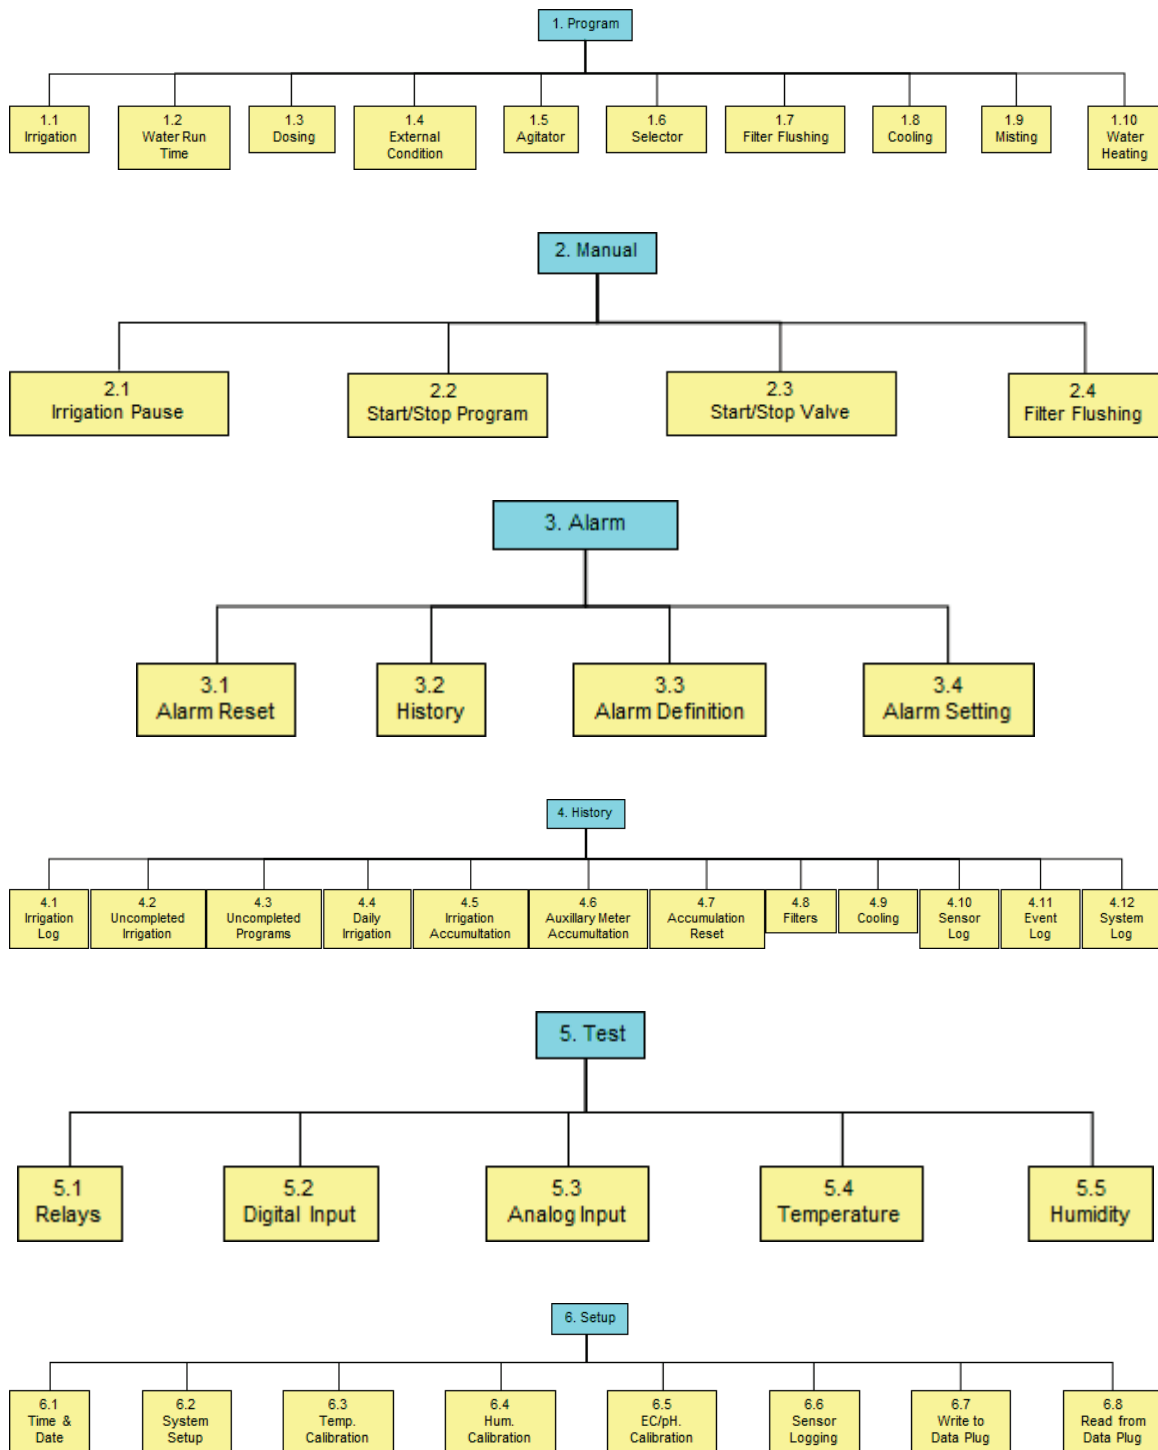 1. Program
1.1
Irrigation
1.2
Water Run
Time
1.3
Dosing
1.4
External
Condition
1.5
Agitator
1.6
Selector
1.7
Filter Flushing
1.8
Cooling
1.9
Misting
1.10
Water
Heating
2. Manual
2.1
Irrigation Pause
2.2
Start/Stop Program
2.3
Start/Stop Valve
2.4
Filter Flushing
3. Alarm
3.1
Alarm Reset
3.2
History
3.3
Alarm Definition
3.4
Alarm Setting
4. History
4.1
Irrigation
Log
4.2
Uncompleted
Irrigation
4.3
Uncompleted
Programs
4.4
Daily
Irrigation
4.5
Irrigation
Accumultation
4.6
Auxillary Meter
Accumultation
4.7
Accumulation
Reset
4.8
Filters
4.9
Cooling
4.10
Sensor
Log
4.11
Event
Log
4.12
System
Log
5. Test
5.1
Relays
5.2
Digital Input
5.3
Analog Input
5.4
Temperature
5.5
Humidity
6. Setup
6.1
Time &
Date
6.2
System
Setup
6.3
Temp.
Calibration
6.4
Hum.
Calibration
6.5
EC/pH.
Calibration
6.6
Sensor
Logging
6.7
Write to
Data Plug
6.8
Read from
Data Plug